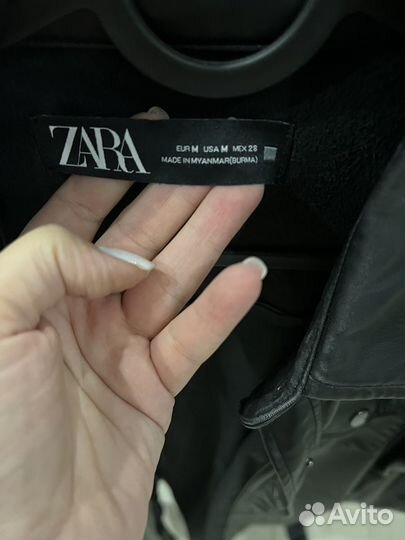 ZARA
EUR M USA M MEX 28
MADE IN MYANMAR(BURMA)
Avito